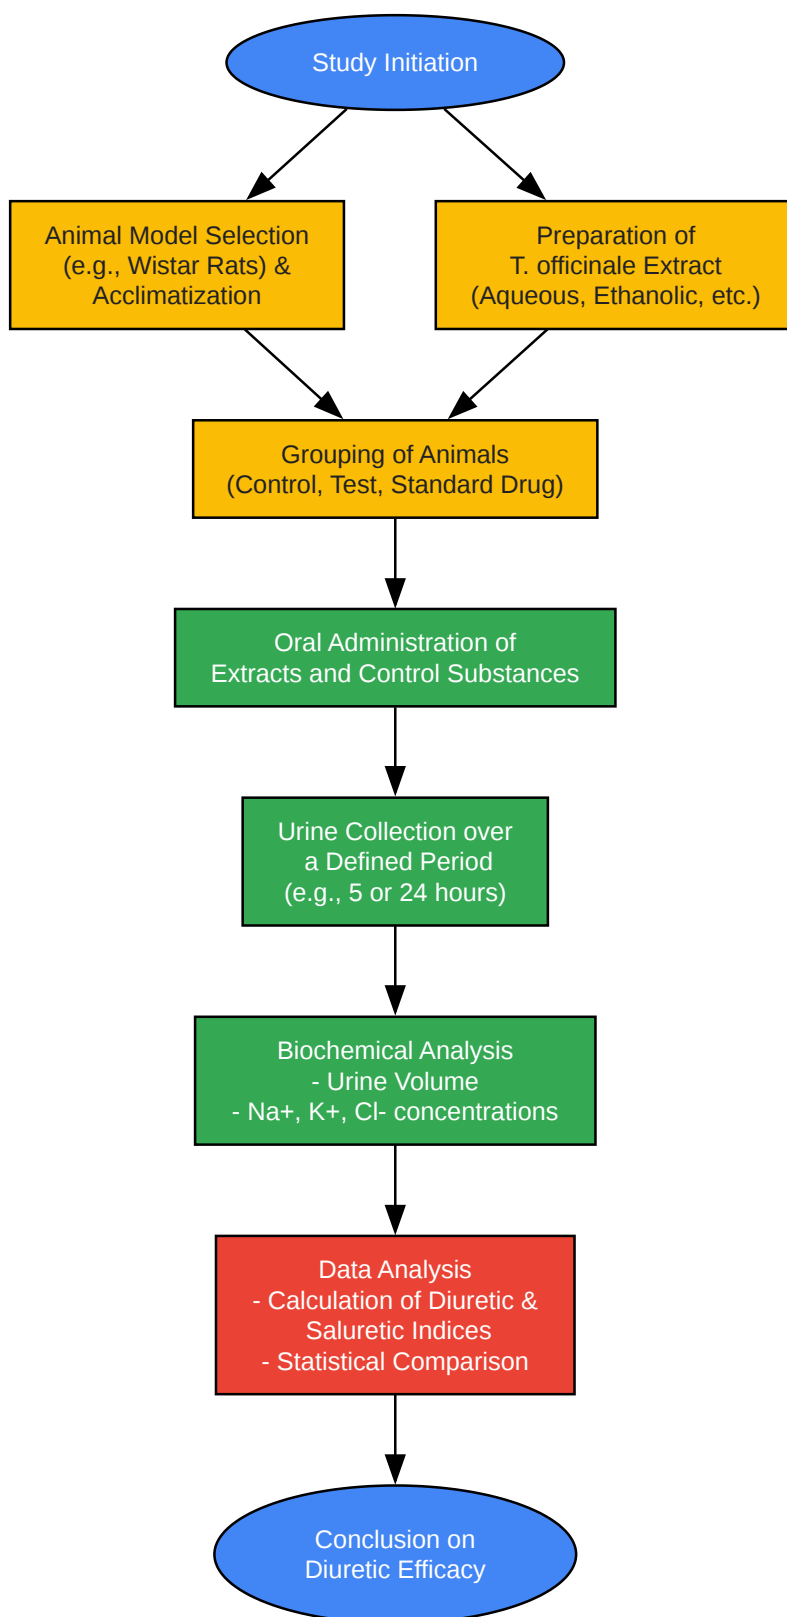 Study Initiation
Animal Model Selection
(e.g., Wistar Rats) &
Acclimatization
Preparation of
T. officinale Extract
(Aqueous, Ethanolic, etc.)
Grouping of Animals
(Control, Test, Standard Drug)
Oral Administration of
Extracts and Control Substances
Urine Collection over
a Defined Period
(e.g., 5 or 24 hours)
Biochemical Analysis
- Urine Volume
- Na+, K+, Cl- concentrations
Data Analysis
- Calculation of Diuretic &
Saluretic Indices
- Statistical Comparison
Conclusion on
Diuretic Efficacy